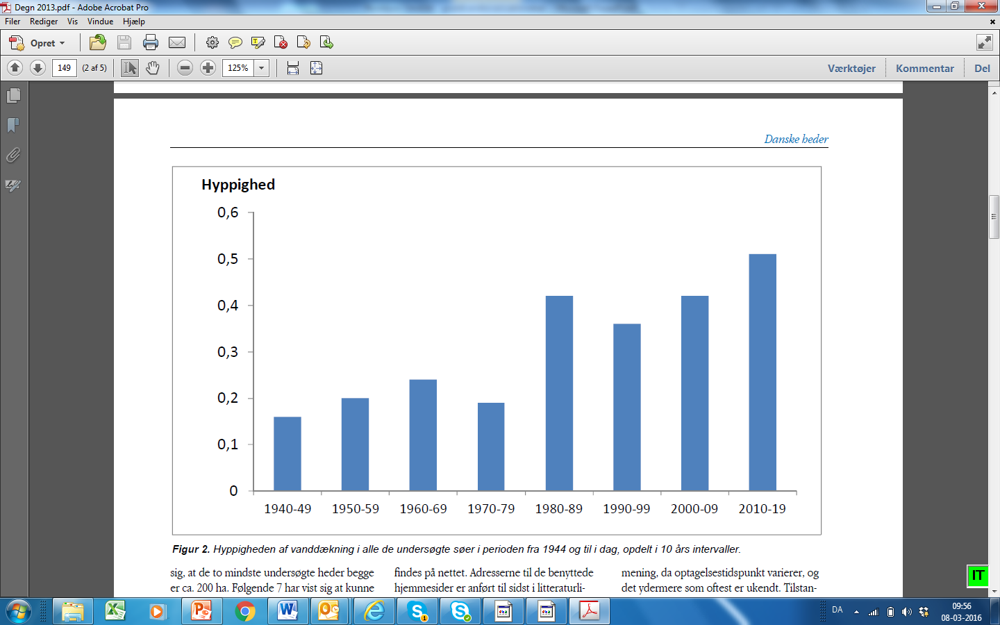 Degn 2013.pdf - Adobe Acrobat Pro
Filer Rediger Vis Vindue Hjælp
Opret
149 (2 af 5) 125% Værktøjer Kommentar Del
Danske heder
Hyppighed
0,6
0,5
0,4
0,3
0,2
0,1
0
1940-49 1950-59 1960-69 1970-79 1980-89 1990-99 2000-09 2010-19
Figur 2. Hyppigheden af vanddækning i alle de undersøgte søer i perioden fra 1944 og til i dag, opdelt i 10 års intervaller.
sig, at de to mindste undersøgte heder begge
er ca. 200 ha. Følgende 7 har vist sig at kunne
findes på nettet. Adresserne til de benyttede
hjemmesider er anført til sidst i litteraturli-
mening, da optagelsestidspunkt varierer, og
det ydermere som oftest er ukendt. Tilstan-
IT
DA
09:56
08-03-2016